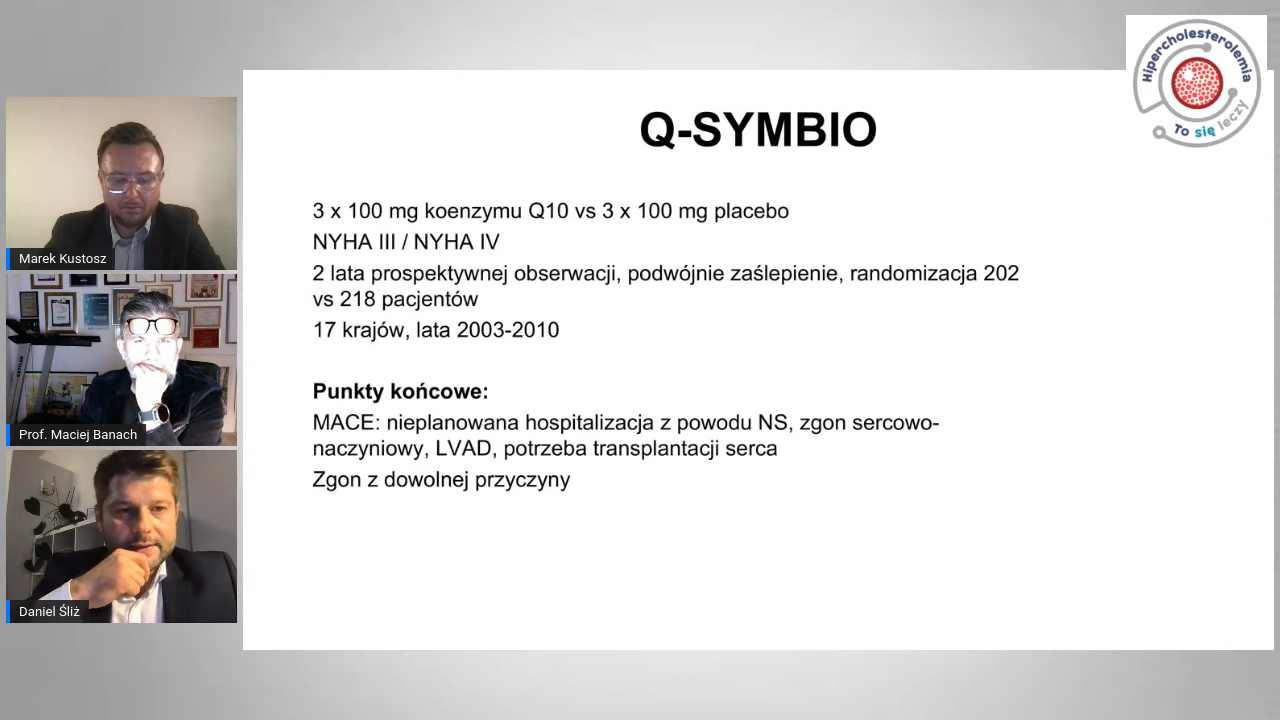 Hipercholesterolemia
To się leczy
Q-SYMBIO
3 x 100 mg koenzymu Q10 vs 3 x 100 mg placebo
NYHA III / NYHA IV
2 lata prospektywnej obserwacji, podwójnie zaślepienie, randomizacja 202
vs 218 pacjentów
17 krajów, lata 2003-2010
Punkty końcowe:
MACE: nieplanowana hospitalizacja z powodu NS, zgon sercowo-
naczyniowy, LVAD, potrzeba transplantacji serca
Zgon z dowolnej przyczyny
Marek Kustosz
Prof. Maciej Banach
Daniel Śliż